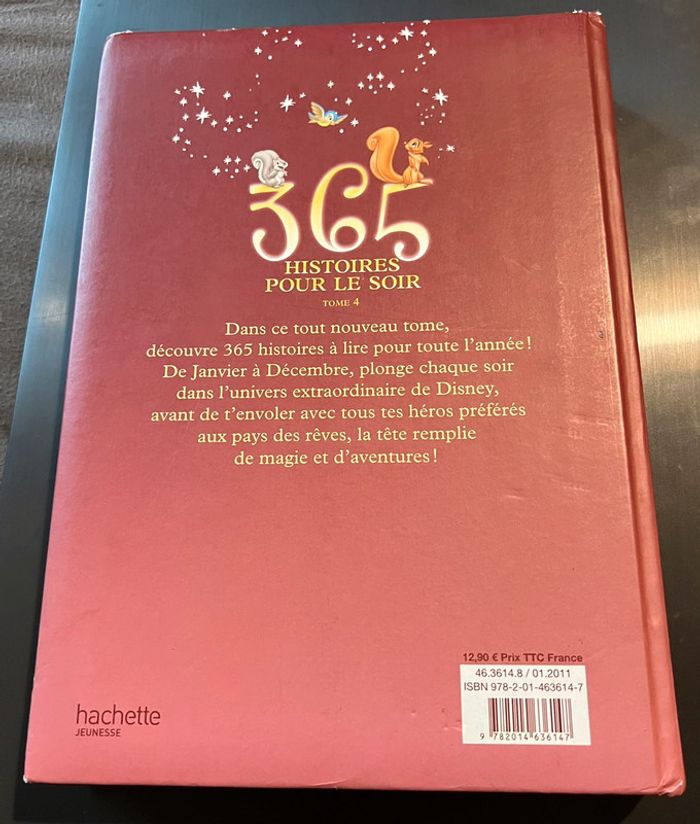 365
HISTOIRES
POUR LE SOIR
TOME 4
Dans ce tout nouveau tome,
découvre 365 histoires à lire pour toute l'année !
De Janvier à Décembre, plonge chaque soir
dans l'univers extraordinaire de Disney,
avant de t'envoler avec tous tes héros préférés
aux pays des rêves, la tête remplie
de magie et d'aventures !
12,90 € Prix TTC France
46.3614.8 / 01.2011
ISBN 978-2-01-463614-7
9 782014 636147
hachette
JEUNESSE